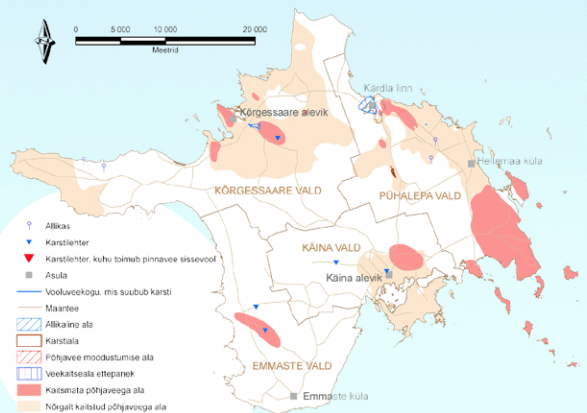 0 5 000 10 000 20 000
Meetrid
Kärdla linn
Kõrgessaare alevik
Hellamaa küla
KÕRGESSAARE VALD
PÜHALEPA VALD
KÄINA VALD
Käina alevik
EMMASTE VALD
Emmaste küla
Allikas
Karstilehter
Karstilehter, kuhu toimub pinnavee sissevool
Asula
Vooluveekogu, mis suubub karsti
Maantee
Allikaline ala
Karstiala
Põhjavee moodustumise ala
Veekaitseala ettepanek
Kaitsmata põhjaveega ala
Nõrgalt kaitstud põhjaveega ala